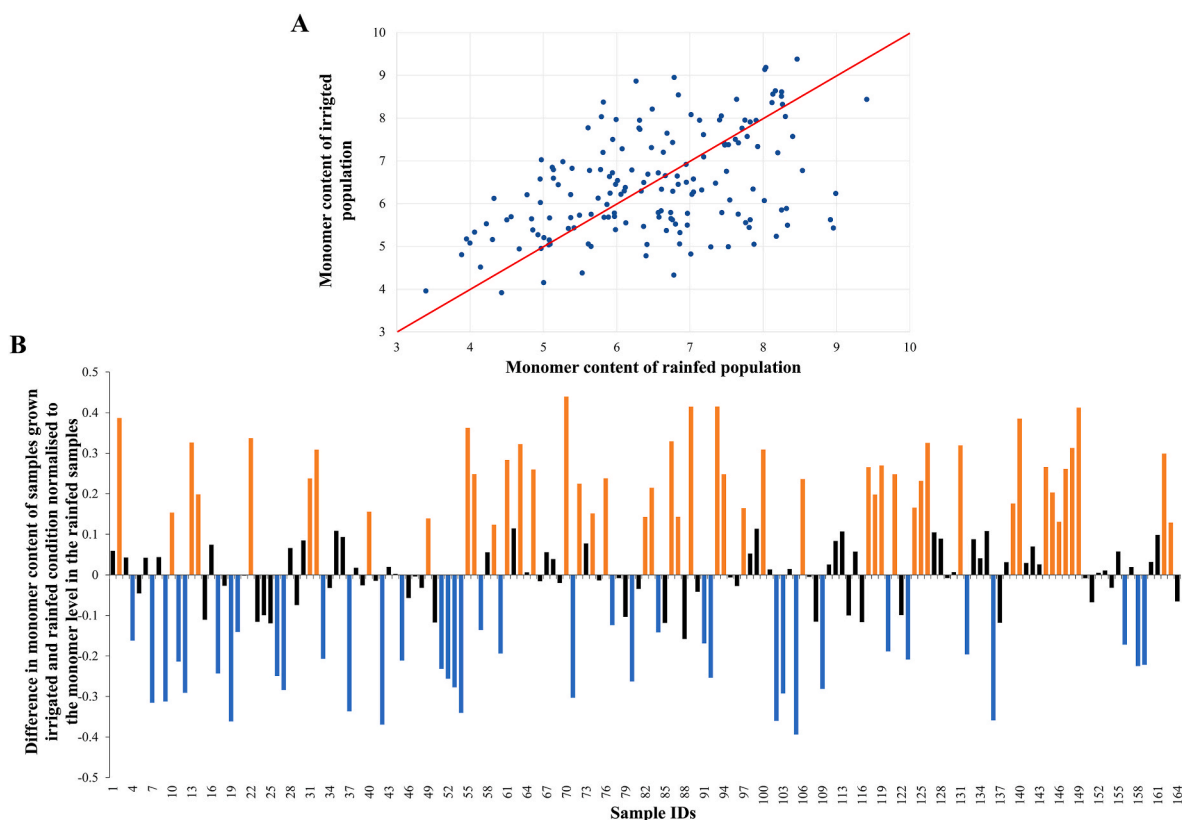 A
10
9
8
7
6
5
4
3
Monomer content of irrigted
population
3 4 5 6 7 8 9 10
Monomer content of rainfed population
B
0.5
0.4
0.3
0.2
0.1
0
-0.1
-0.2
-0.3
-0.4
-0.5
Difference in monomer content of samples grown
irrigated and rainfed condition normalised to
the monomer level in the rainfed samples
1 4 7 10 13 16 19 22 25 28 31 34 37 40 43 46 49 52 55 58 61 64 67 70 73 76 79 82 85 88 91 94 97 100 103 106 109 113 116 119 122 125 128 131 134 137 140 143 146 149 152 155 158 161 164
Sample IDs